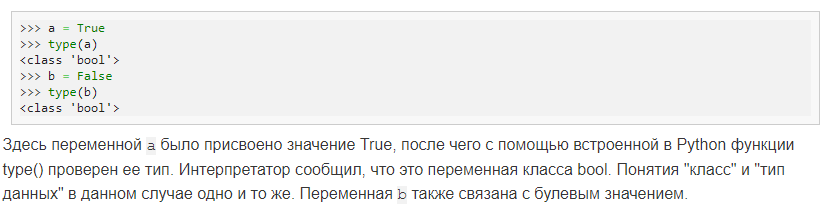 >>> a = True
>>> type(a)
<class 'bool'>
>>> b = False
>>> type(b)
<class 'bool'>
Здесь переменной a было присвоено значение True, после чего с помощью встроенной в Python функции
type() проверен ее тип. Интерпретатор сообщил, что это переменная класса bool. Понятия "класс" и "тип
данных" в данном случае одно и то же. Переменная b также связана с булевым значением.